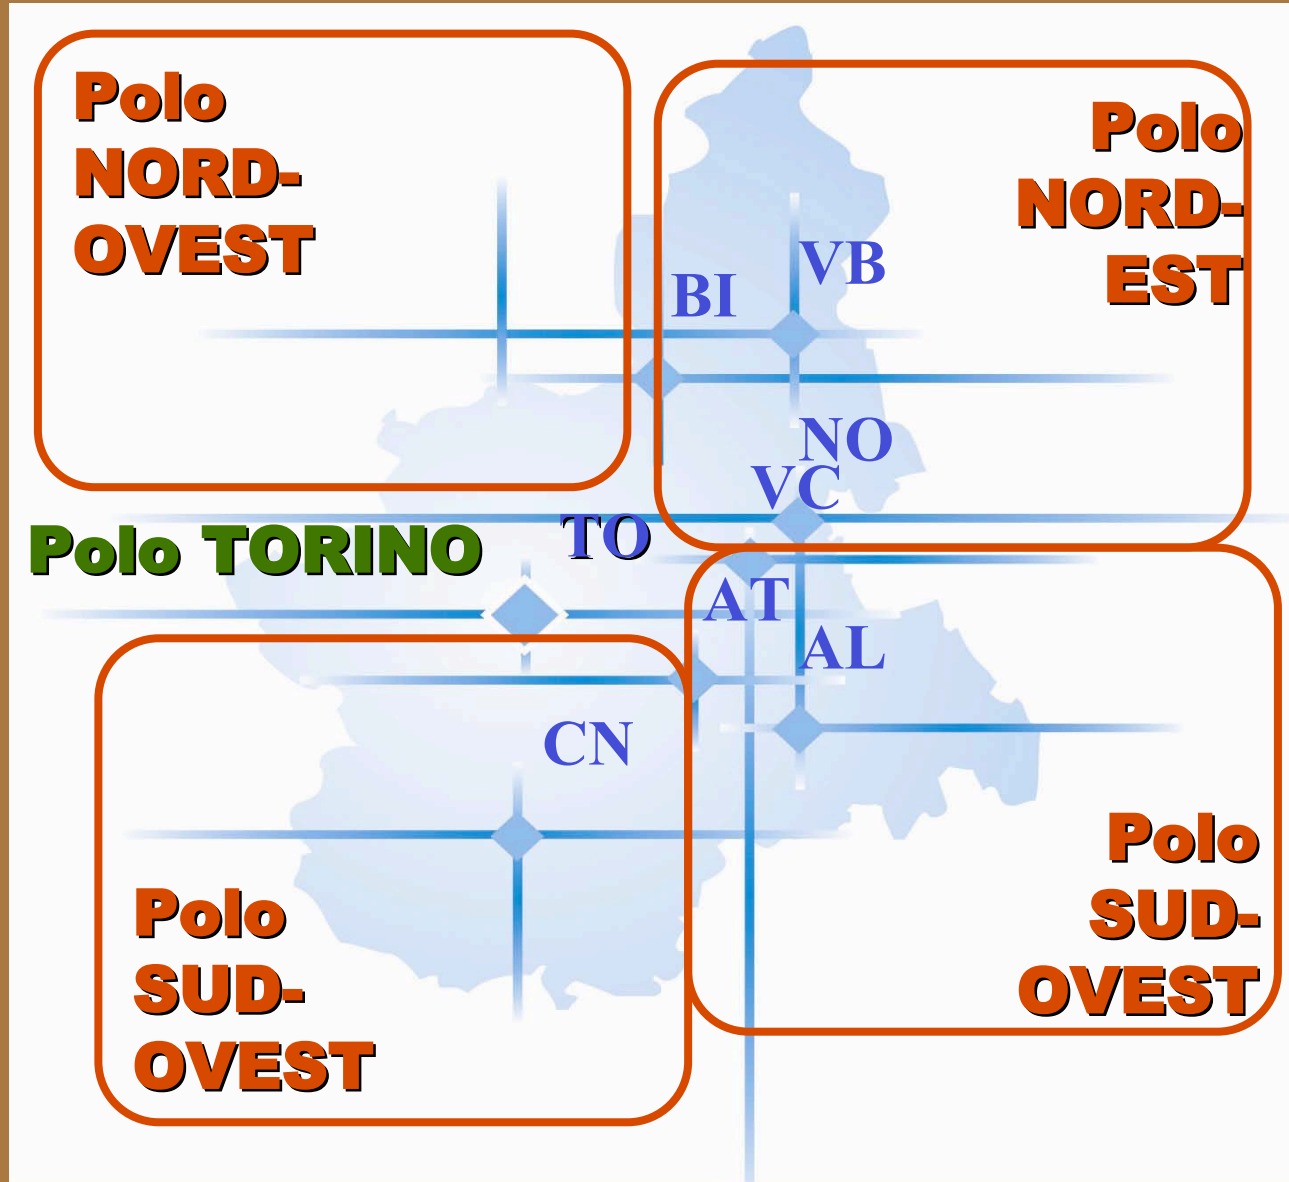 Polo
NORD-
OVEST
Polo
NORD-
EST
VB
BI
NO
VC
Polo TORINO
TO
AT
AL
CN
Polo
SUD-
OVEST
Polo
SUD-
OVEST